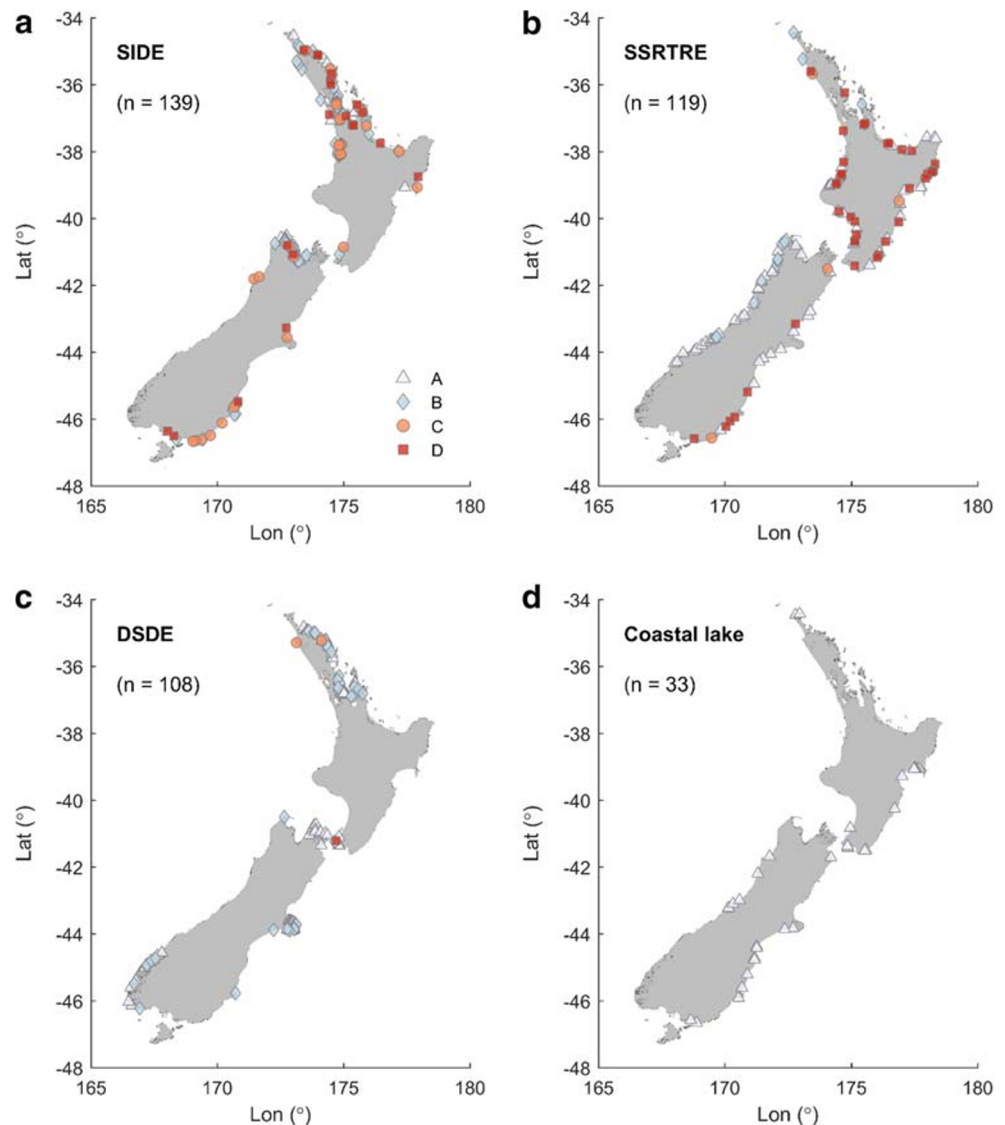 a
SIDE
(n = 139)
-34
-36
-38
-40
-42
-44
-46
-48
Lat (°)
165
170
175
180
Lon (°)
A
B
C
D
b
SSRTRE
(n = 119)
-34
-36
-38
-40
-42
-44
-46
-48
Lat (°)
165
170
175
180
Lon (°)
c
DSDE
(n = 108)
-34
-36
-38
-40
-42
-44
-46
-48
Lat (°)
165
170
175
180
Lon (°)
d
Coastal lake
(n = 33)
-34
-36
-38
-40
-42
-44
-46
-48
Lat (°)
165
170
175
180
Lon (°)